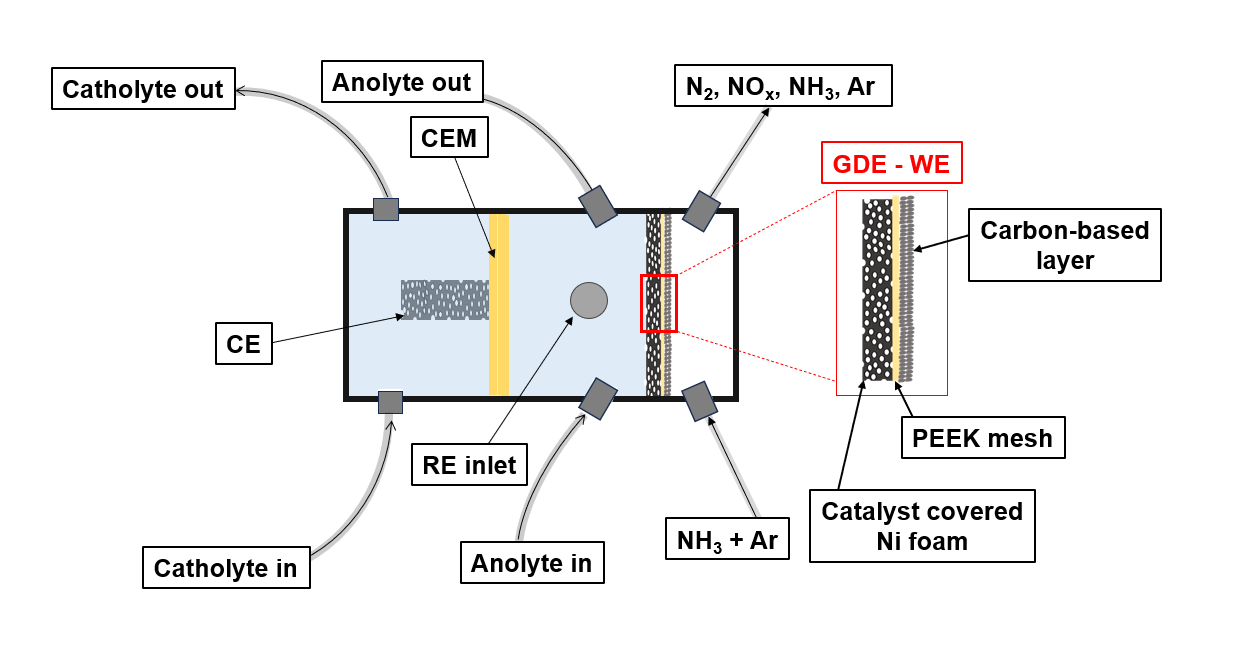 Catholyte out
Anolyte out
N₂, NOₓ, NH₃, Ar
CEM
GDE - WE
Carbon-based
layer
CE
RE inlet
PEEK mesh
Catalyst covered
Ni foam
NH₃ + Ar
Anolyte in
Catholyte in